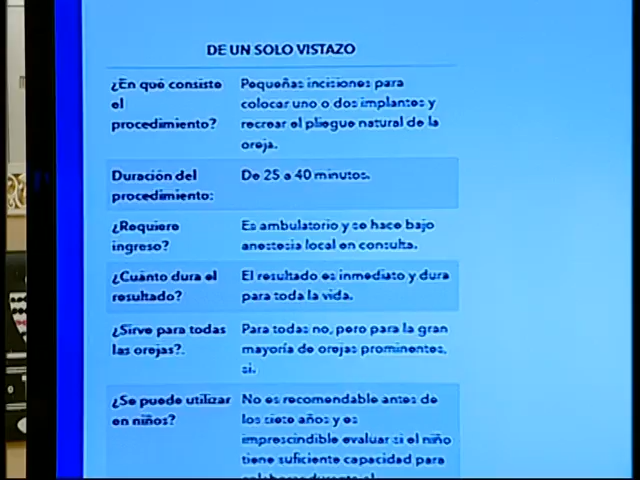 DE UN SOLO VISTAZO
¿En qué consiste
el
procedimiento?
Pequeñas incisiones para
colocar uno o dos implantes y
recrear el pliegue natural de la
oreja.
Duración del
procedimiento:
De 25 a 40 minutos.
¿Requiere
ingreso?
Es ambulatorio y se hace bajo
anestesia local en consulta.
¿Cuánto dura el
resultado?
El resultado es inmediato y dura
para toda la vida.
¿Sirve para todas
las orejas?.
Para todas no, pero para la gran
mayoría de orejas prominentes,
si.
¿Se puede utilizar
en niños?
No es recomendable antes de
los siete años y es
imprescindible evaluar si el niño
tiene suficiente capacidad para